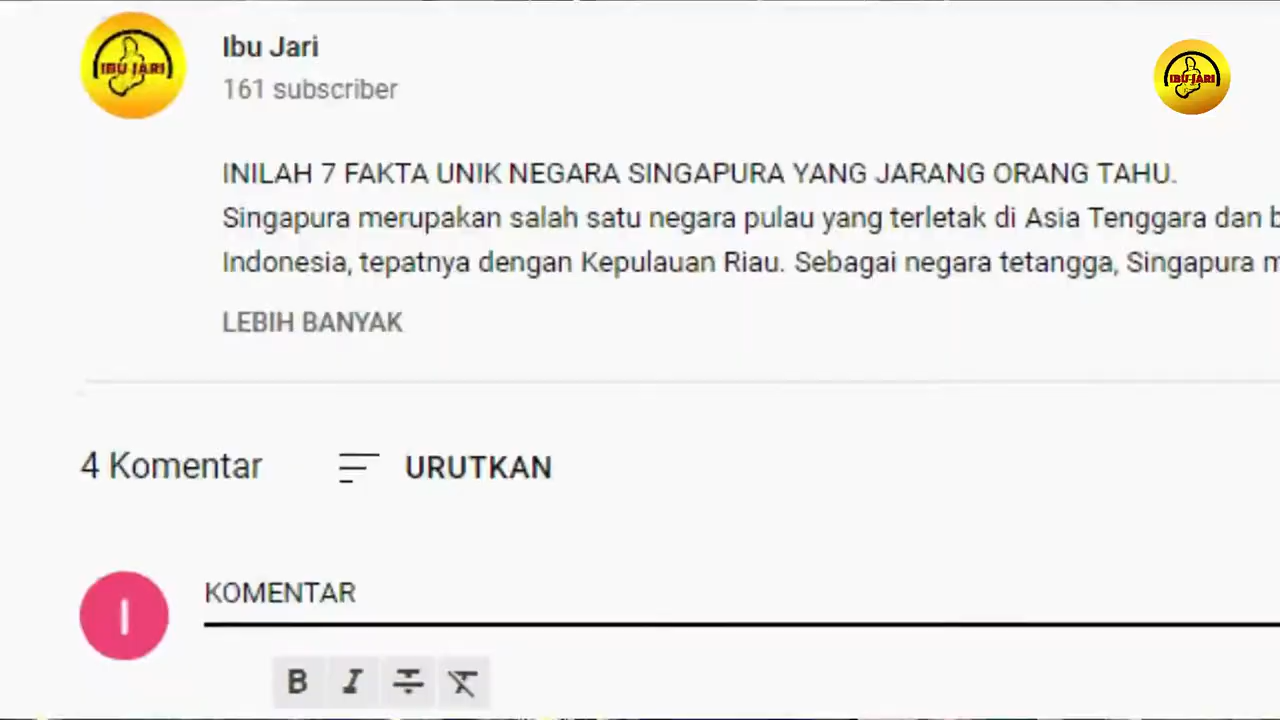 IBU JARI
Ibu Jari
161 subscriber
IBU JARI
INILAH 7 FAKTA UNIK NEGARA SINGAPURA YANG JARANG ORANG TAHU.
Singapura merupakan salah satu negara pulau yang terletak di Asia Tenggara dan b
Indonesia, tepatnya dengan Kepulauan Riau. Sebagai negara tetangga, Singapura m
LEBIH BANYAK
4 Komentar
URUTKAN
I
KOMENTAR
B I T T